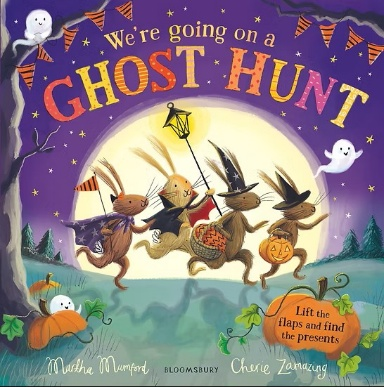 We're going on a
GHOST HUNT
Lift the
flaps and find
the presents
Martha Mumford
BLOOMSBURY
Cherie Zamazing